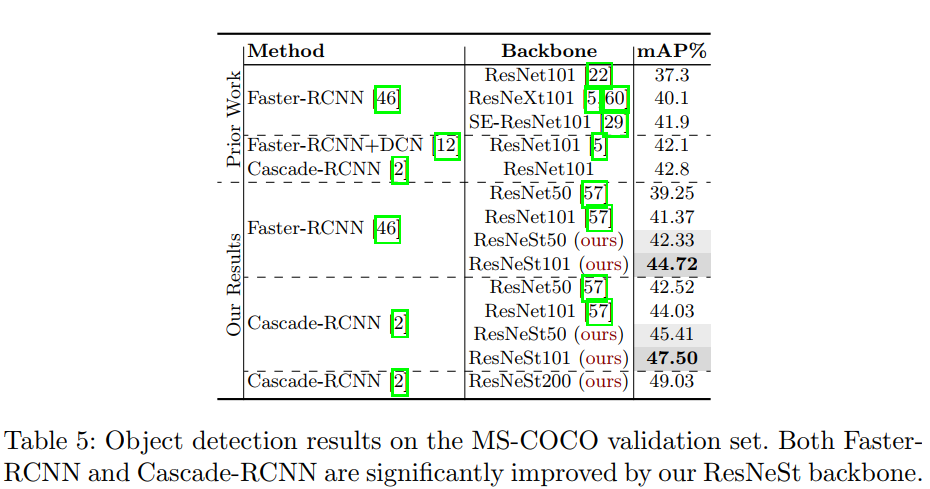 Method Backbone mAP%
Prior Work
ResNet101 [22] 37.3
Faster-RCNN [46] ResNeXt101 [5,60] 40.1
SE-ResNet101 [29] 41.9
Faster-RCNN+DCN [12] ResNet101 [5] 42.1
Cascade-RCNN [2] ResNet101 42.8
Our Results
ResNet50 [57] 39.25
Faster-RCNN [46] ResNet101 [57] 41.37
ResNeSt50 (ours) 42.33
ResNeSt101 (ours) 44.72
ResNet50 [57] 42.52
Cascade-RCNN [2] ResNet101 [57] 44.03
ResNeSt50 (ours) 45.41
ResNeSt101 (ours) 47.50
Cascade-RCNN [2] ResNeSt200 (ours) 49.03
Table 5: Object detection results on the MS-COCO validation set. Both Faster-
RCNN and Cascade-RCNN are significantly improved by our ResNeSt backbone.